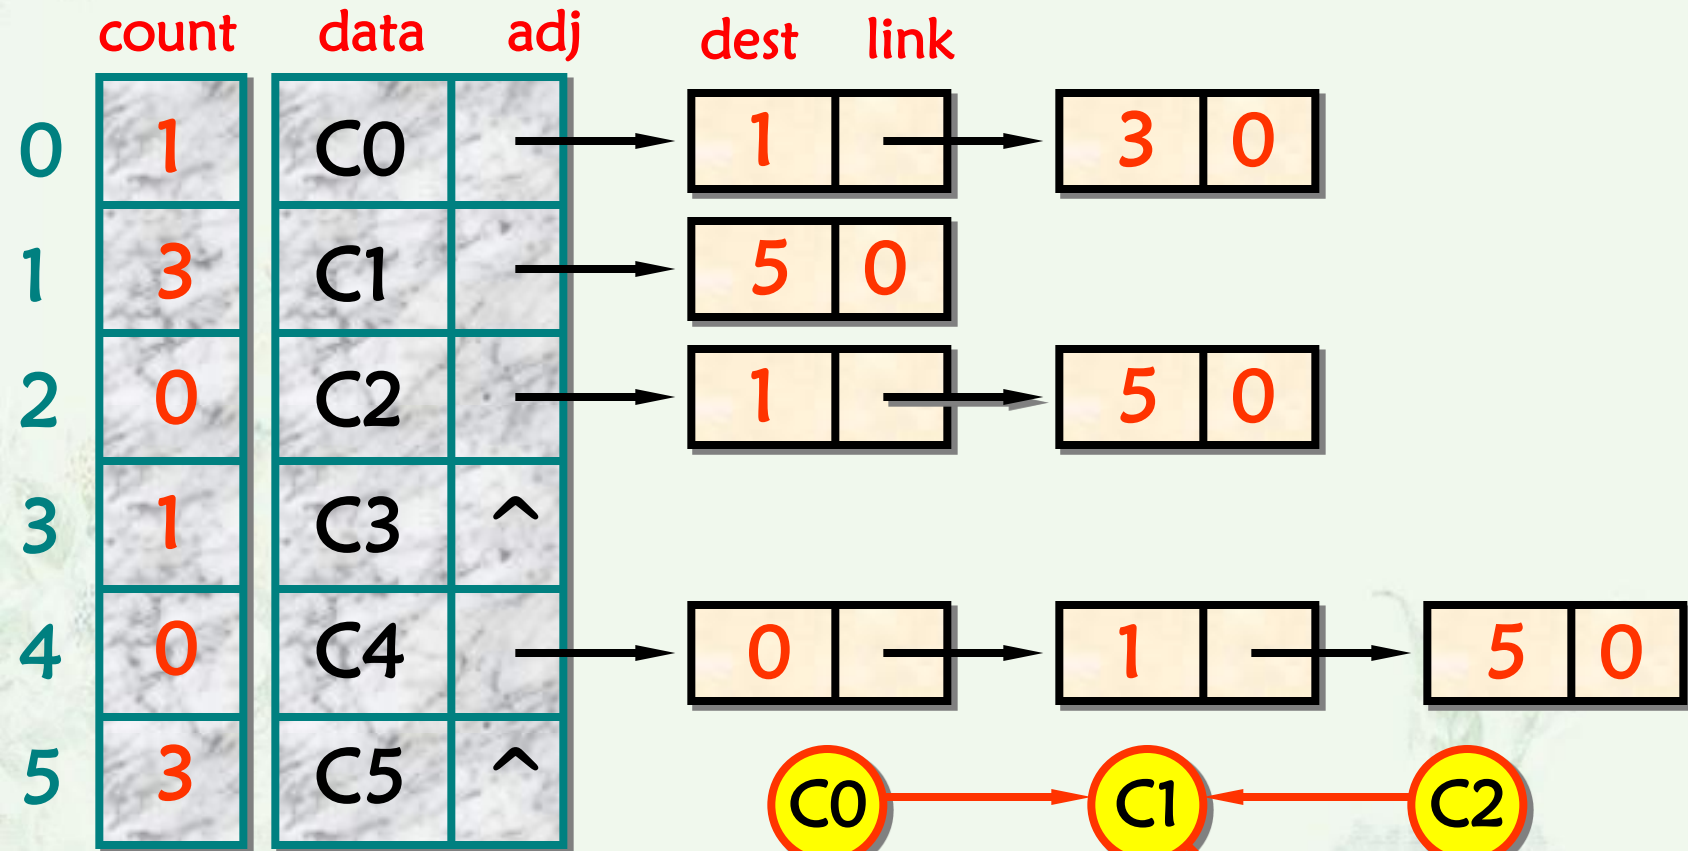 count data adj dest link
0 1 C0 1 3 0
1 3 C1 5 0
2 0 C2 1 5 0
3 1 C3 ^
4 0 C4 0 1 5 0
5 3 C5 ^
C0 C1 C2